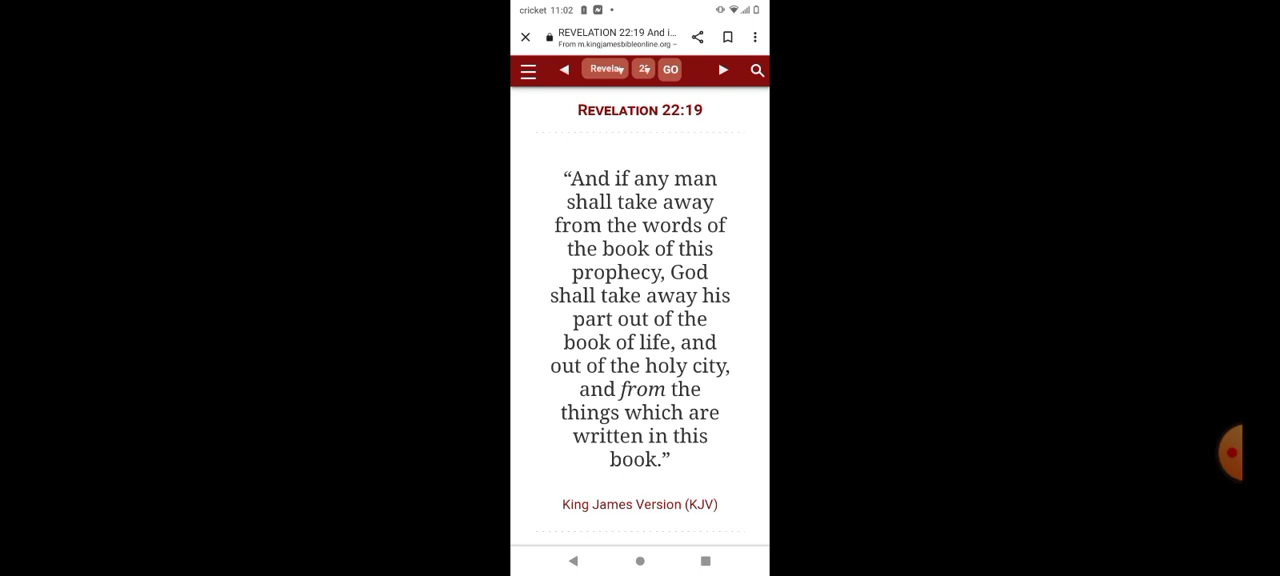 cricket 11:02
REVELATION 22:19 And i...
From m.kingjamesbibleonline.org –
Revela
GO
REVELATION 22:19
“And if any man
shall take away
from the words of
the book of this
prophecy, God
shall take away his
part out of the
book of life, and
out of the holy city,
and from the
things which are
written in this
book.”
King James Version (KJV)